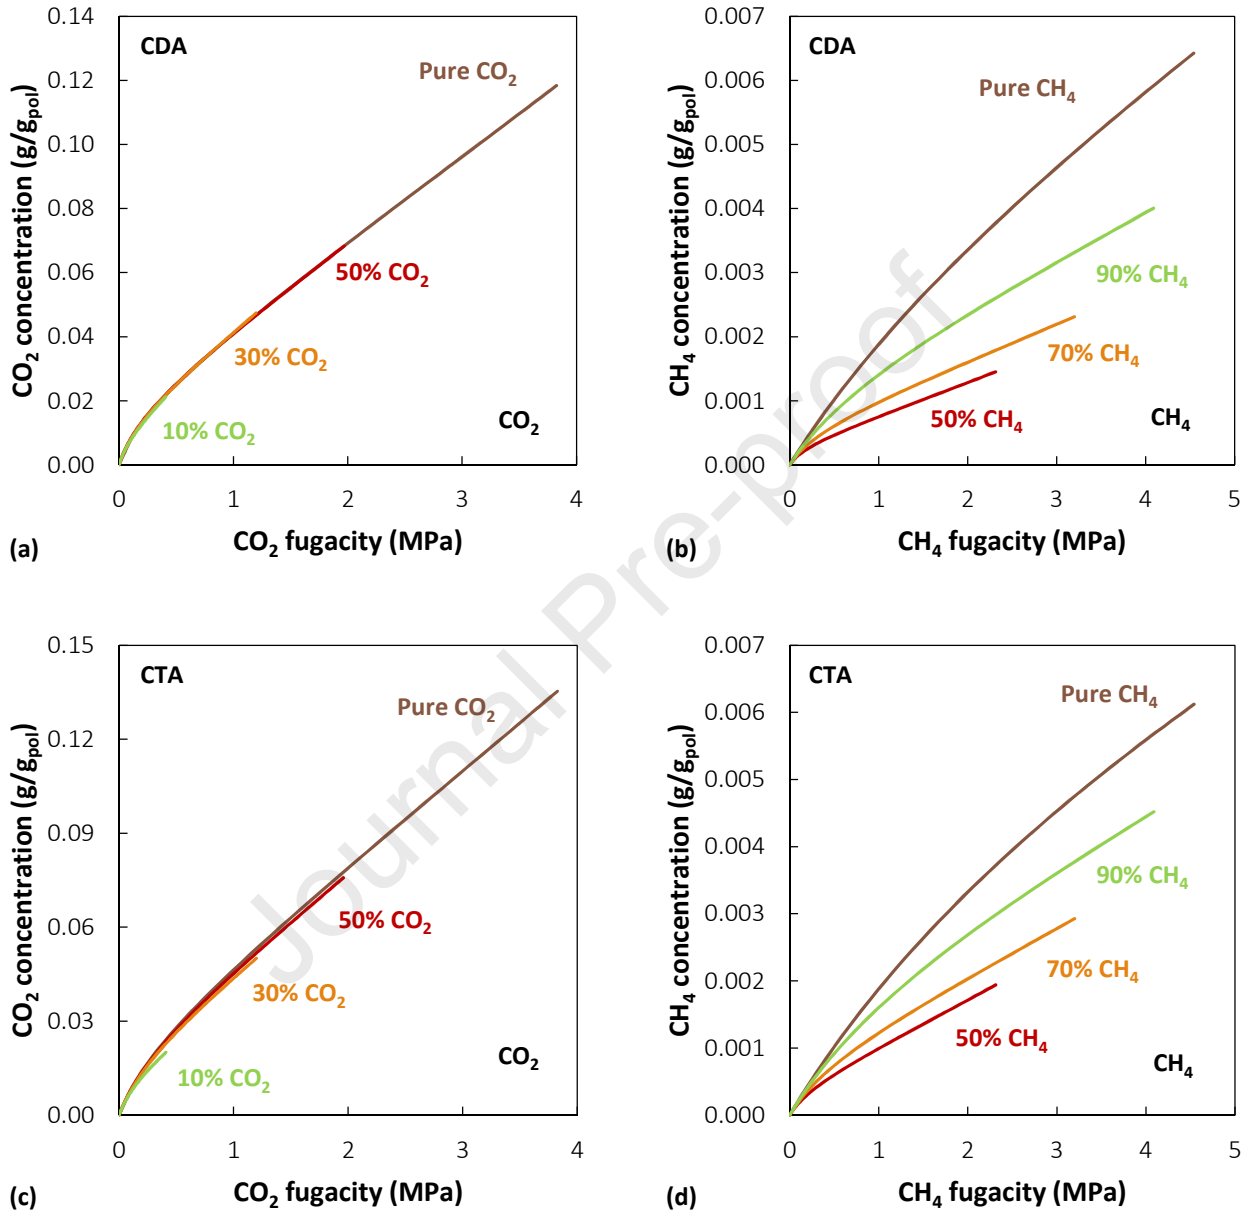 CDA
Pure CO₂
50% CO₂
30% CO₂
10% CO₂
CO₂
0.14
0.12
0.10
0.08
0.06
0.04
0.02
0.00
0 1 2 3 4
CO₂ concentration (g/gpol)
CO₂ fugacity (MPa)
(a)
CDA
Pure CH₄
90% CH₄
70% CH₄
50% CH₄
CH₄
0.007
0.006
0.005
0.004
0.003
0.002
0.001
0.000
0 1 2 3 4 5
CH₄ concentration (g/gpol)
CH₄ fugacity (MPa)
(b)
CTA
Pure CO₂
50% CO₂
30% CO₂
10% CO₂
CO₂
0.15
0.12
0.09
0.06
0.03
0.00
0 1 2 3 4
CO₂ concentration (g/gpol)
CO₂ fugacity (MPa)
(c)
CTA
Pure CH₄
90% CH₄
70% CH₄
50% CH₄
CH₄
0.007
0.006
0.005
0.004
0.003
0.002
0.001
0.000
0 1 2 3 4 5
CH₄ concentration (g/gpol)
CH₄ fugacity (MPa)
(d)
Journal Pre-proof